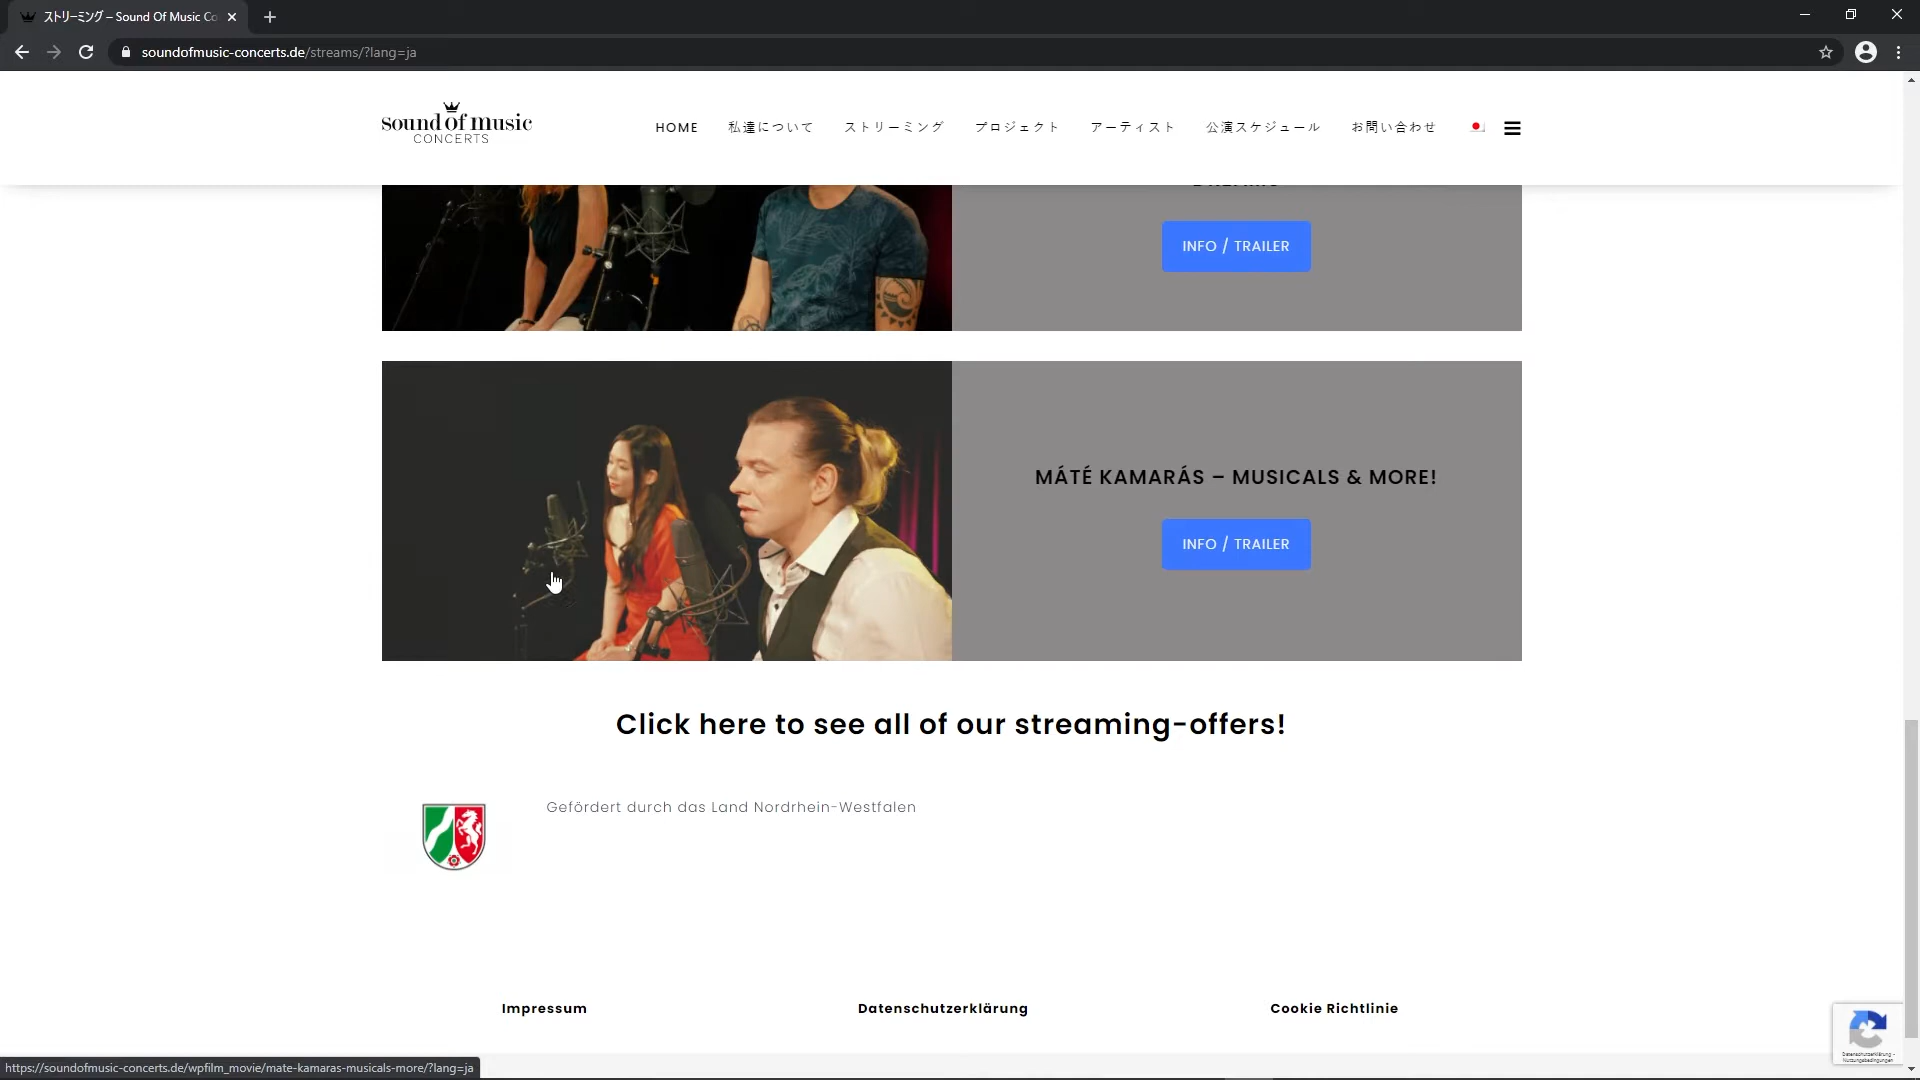 ストリーミング – Sound Of Music Co
soundofmusic-concerts.de/streams/?lang=ja
sound of music
CONCERTS
HOME
私達について
ストリーミング
プロジェクト
アーティスト
公演スケジュール
お問い合わせ
INFO / TRAILER
MÁTÉ KAMARÁS – MUSICALS & MORE!
INFO / TRAILER
Click here to see all of our streaming-offers!
Gefördert durch das Land Nordrhein-Westfalen
Impressum
Datenschutzerklärung
Cookie Richtlinie
Datenschutzerklärung -
Nutzungsbedingungen
https://soundofmusic-concerts.de/wpfilm_movie/mate-kamaras-musicals-more/?lang=ja